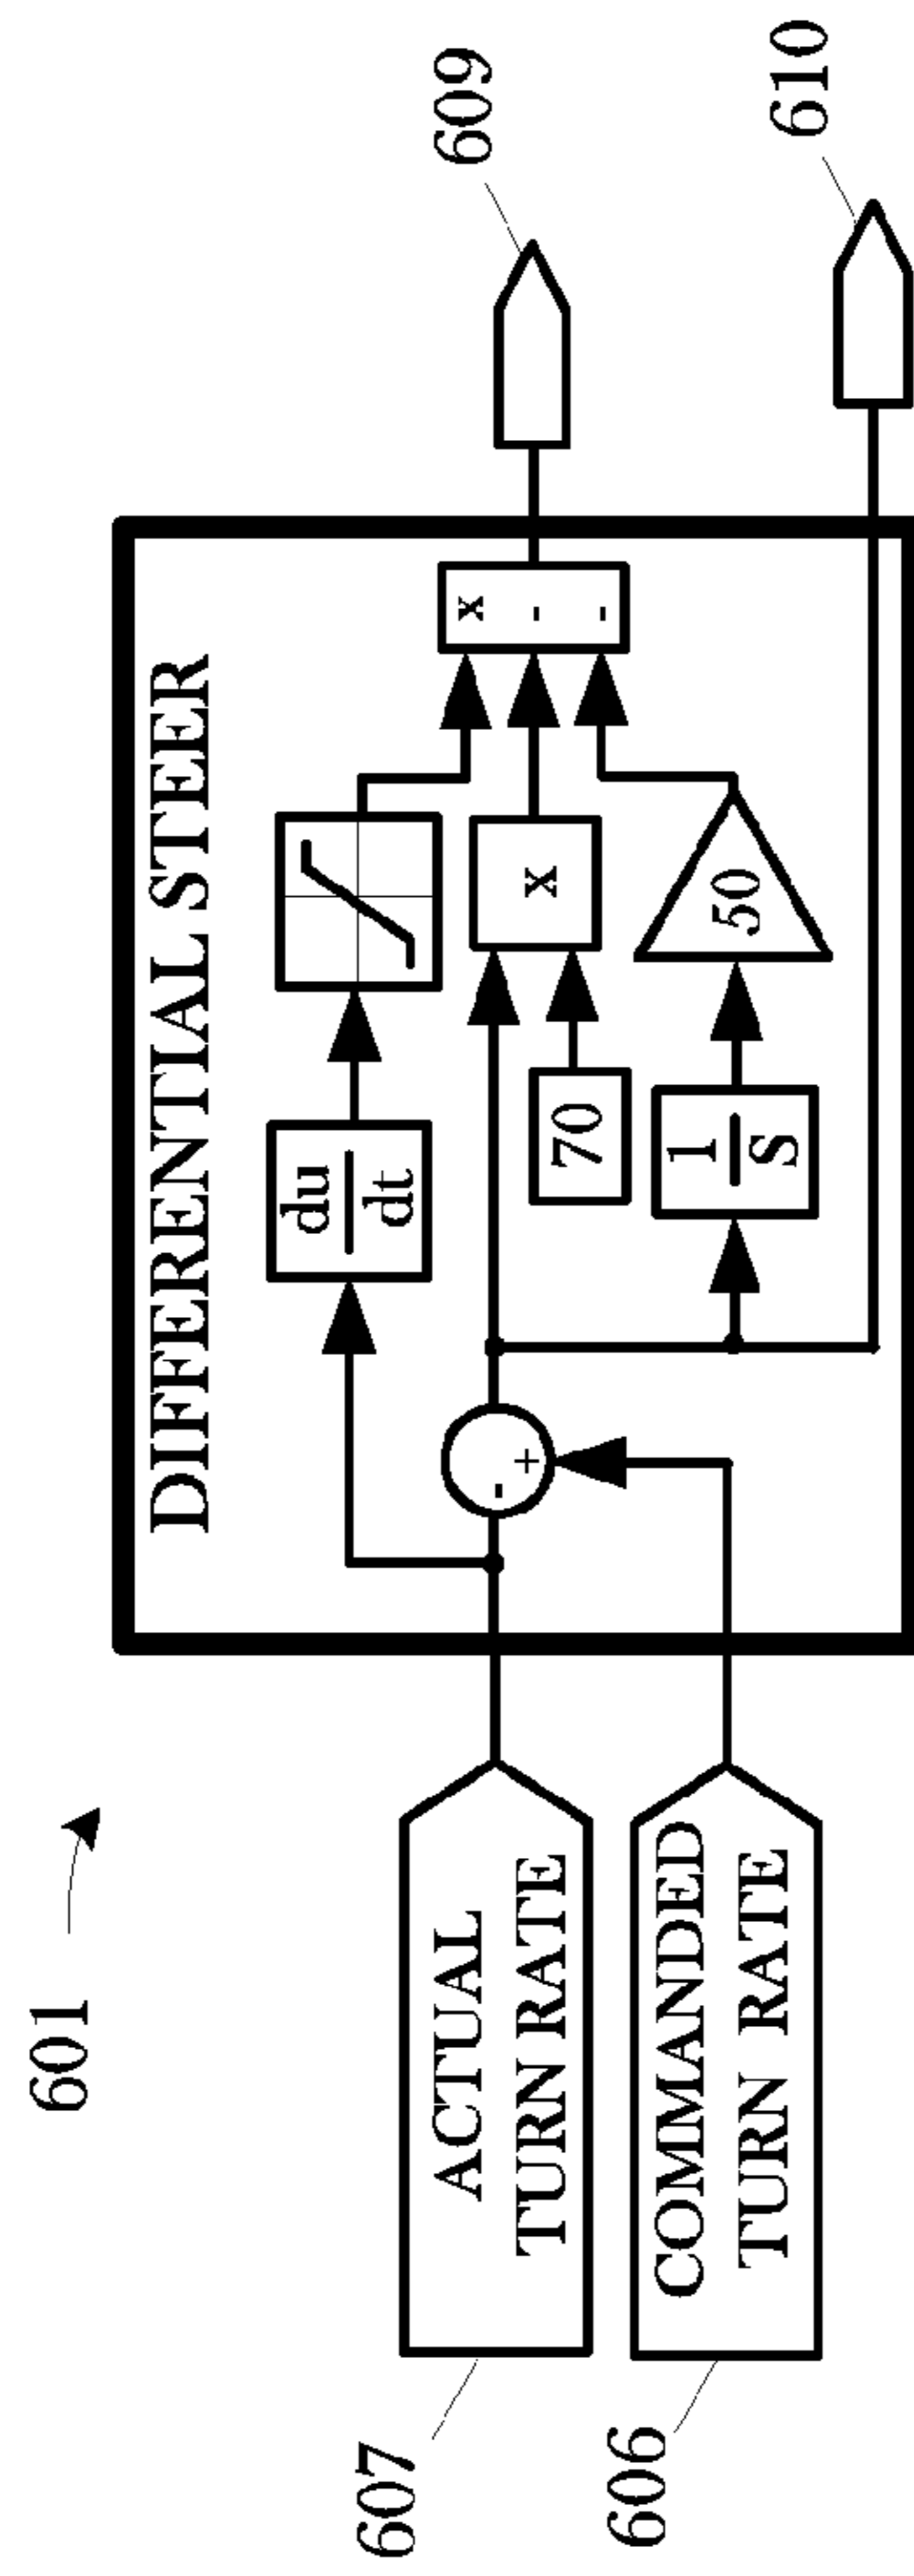 601
DIFFERENTIAL STEER
607
ACTUAL
TURN RATE
606
COMMANDED
TURN RATE
-
+
du
dt
70
x
1
S
50
x
-
-
609
610